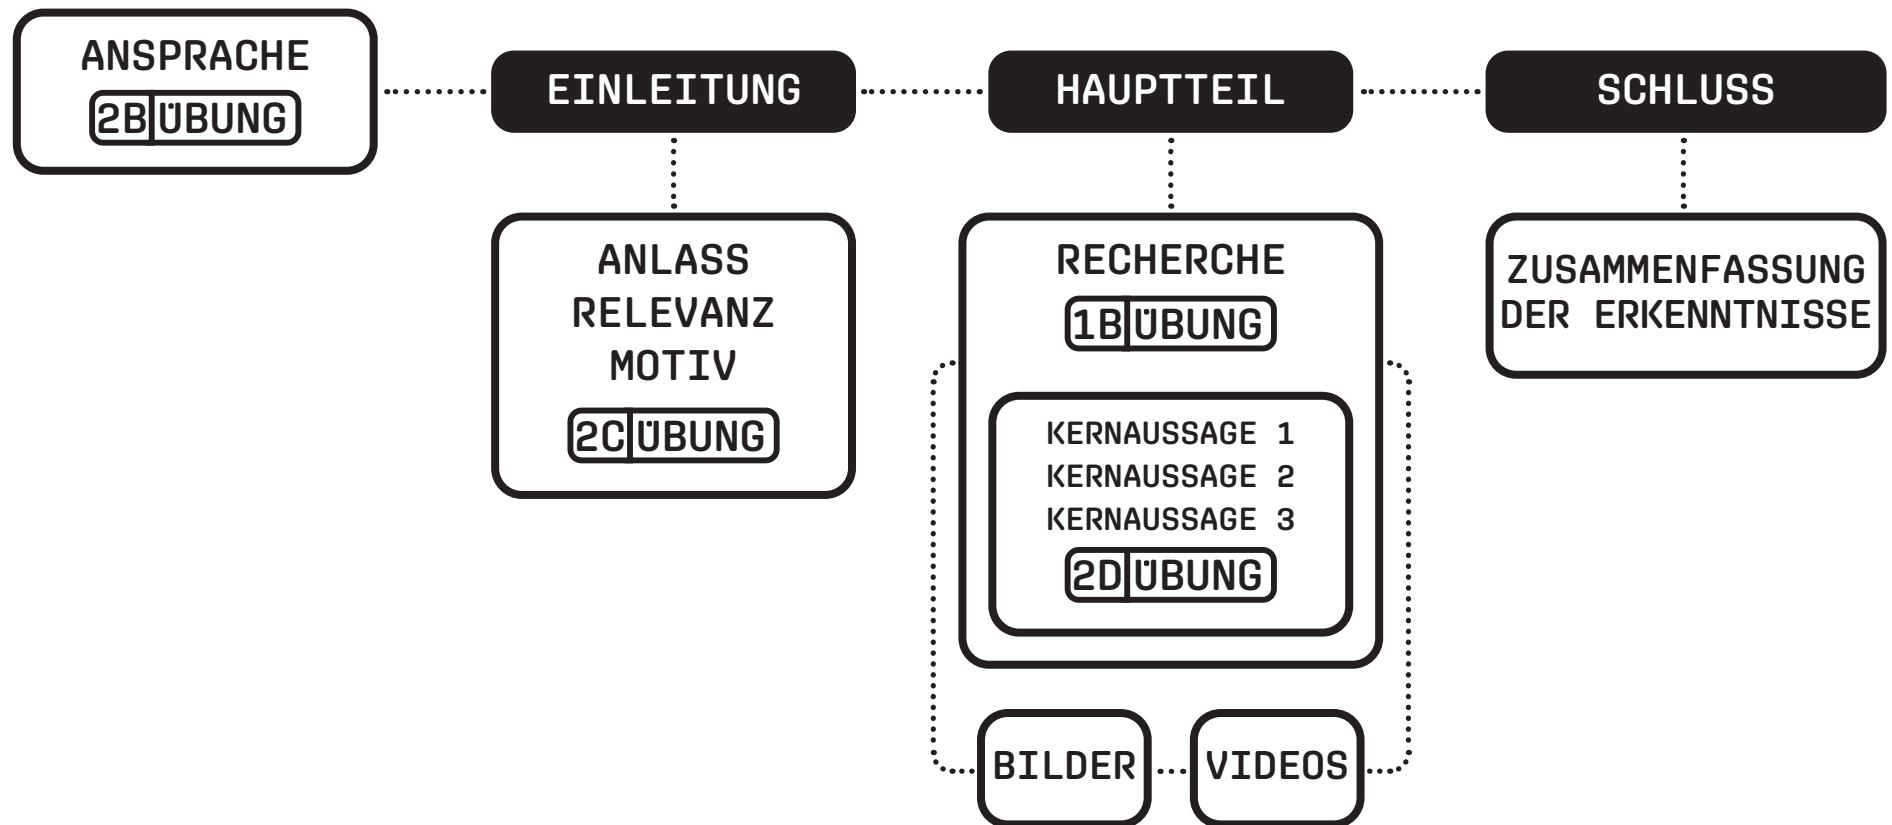 ANSPRACHE
2B ÜBUNG
EINLEITUNG
HAUPTTEIL
SCHLUSS
ANLASS
RELEVANZ
MOTIV
2C ÜBUNG
RECHERCHE
1B ÜBUNG
KERNAUSSAGE 1
KERNAUSSAGE 2
KERNAUSSAGE 3
2D ÜBUNG
BILDER
VIDEOS
ZUSAMMENFASSUNG
DER ERKENNTNISSE